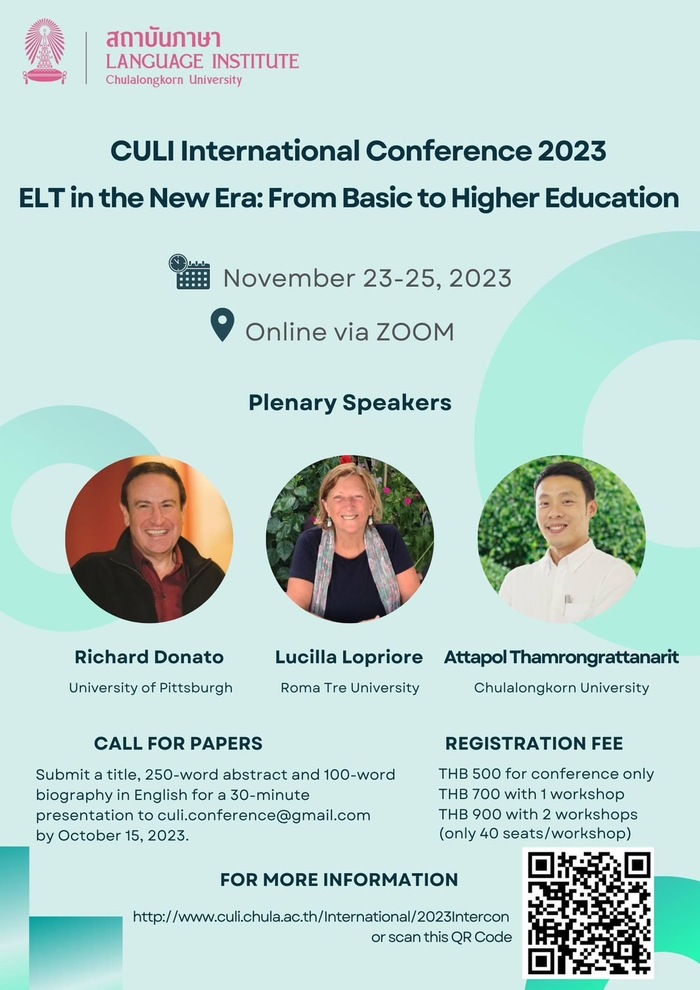 สถาบันภาษา
LANGUAGE INSTITUTE
Chulalongkorn University
CULI International Conference 2023
ELT in the New Era: From Basic to Higher Education
November 23-25, 2023
Online via ZOOM
Plenary Speakers
Richard Donato
University of Pittsburgh
Lucilla Lopriore
Roma Tre University
Attapol Thamrongrattanarit
Chulalongkorn University
CALL FOR PAPERS
Submit a title, 250-word abstract and 100-word
biography in English for a 30-minute
presentation to culi.conference@gmail.com
by October 15, 2023.
REGISTRATION FEE
THB 500 for conference only
THB 700 with 1 workshop
THB 900 with 2 workshops
(only 40 seats/workshop)
FOR MORE INFORMATION
http://www.culi.chula.ac.th/International/2023Intercon
or scan this QR Code